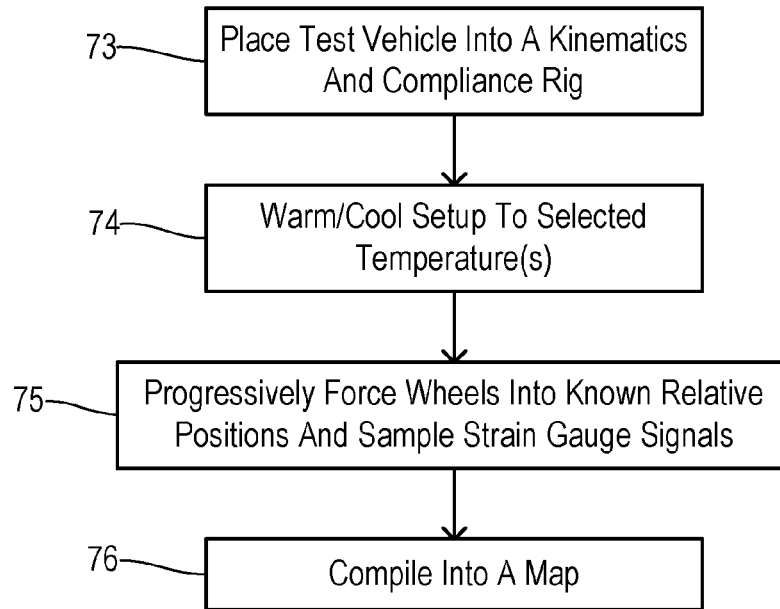 73
Place Test Vehicle Into A Kinematics
And Compliance Rig
74
Warm/Cool Setup To Selected
Temperature(s)
75
Progressively Force Wheels Into Known Relative
Positions And Sample Strain Gauge Signals
76
Compile Into A Map